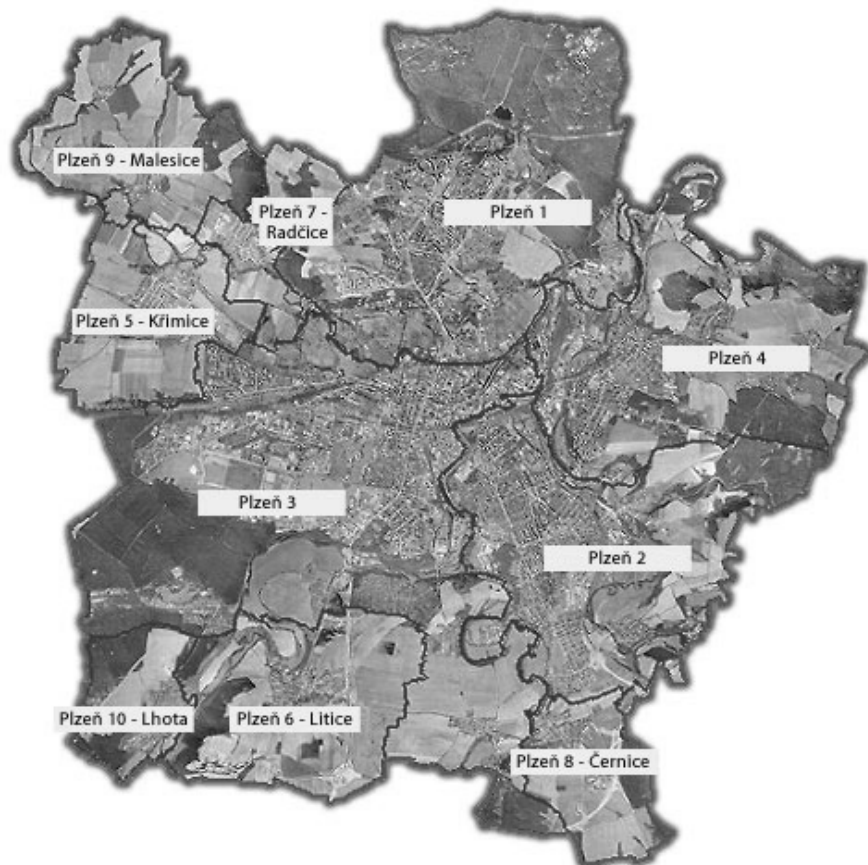 Plzeň 9 - Malesice
Plzeň 7 -
Radčice
Plzeň 1
Plzeň 5 - Křimice
Plzeň 4
Plzeň 3
Plzeň 2
Plzeň 10 - Lhota
Plzeň 6 - Litice
Plzeň 8 - Černice